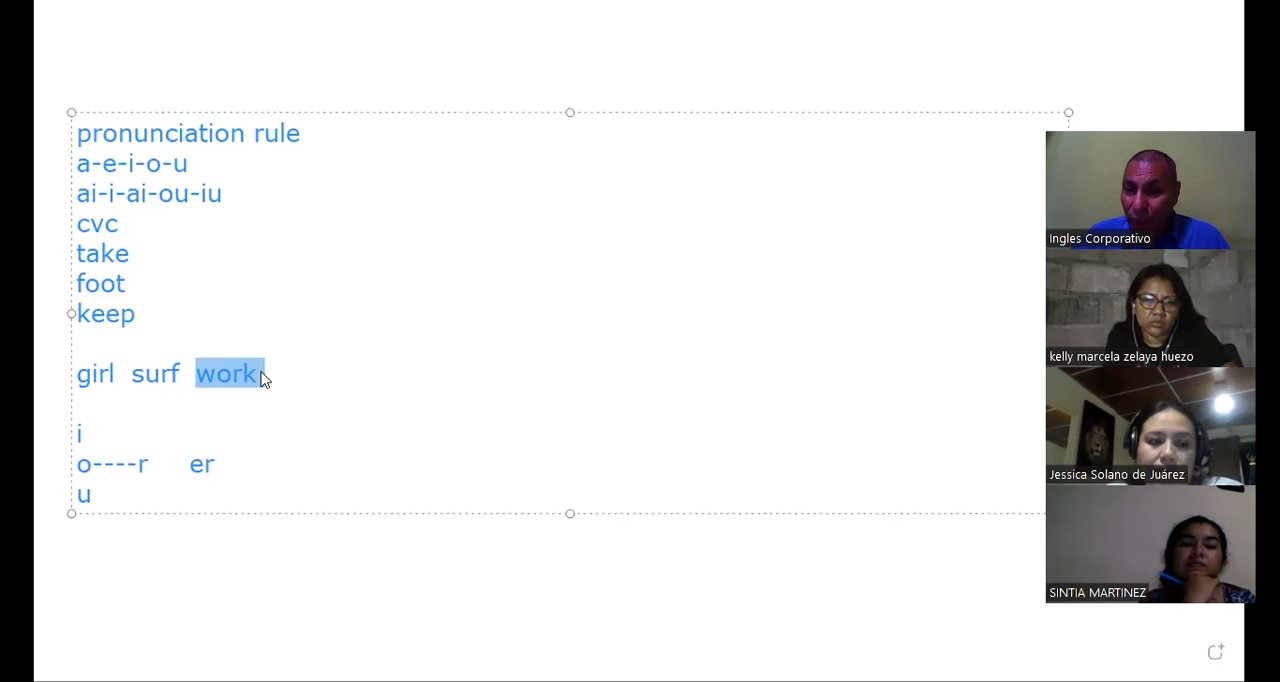 pronunciation rule
a-e-i-o-u
ai-i-ai-ou-iu
cvc
take
foot
keep
girl surf work
i
o----r er
u
Ingles Corporativo
kelly marcela zelaya huezo
Jessica Solano de Juárez
SINTIA MARTINEZ